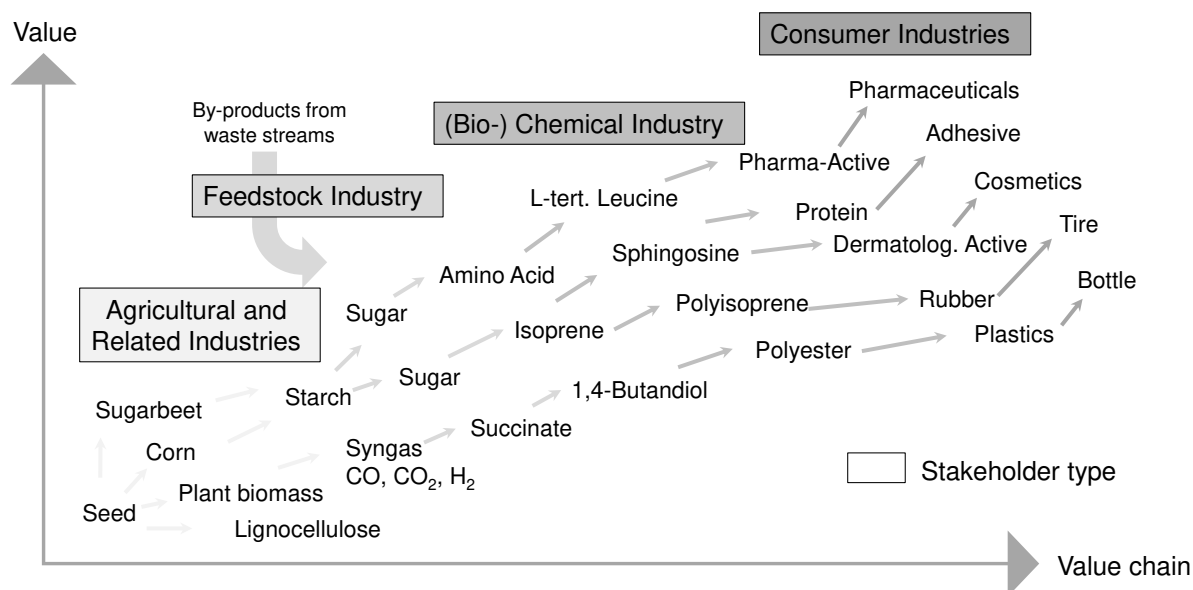 Value
Consumer Industries
Pharmaceuticals
By-products from
waste streams
(Bio-) Chemical Industry
Adhesive
Pharma-Active
Feedstock Industry
L-tert. Leucine
Cosmetics
Protein
Tire
Dermatolog. Active
Sphingosine
Amino Acid
Bottle
Agricultural and
Related Industries
Sugar
Polyisoprene
Rubber
Isoprene
Plastics
Polyester
Sugar
Starch
1,4-Butandiol
Sugarbeet
Succinate
Corn
Syngas
CO, CO₂, H₂
Stakeholder type
Plant biomass
Seed
Lignocellulose
Value chain